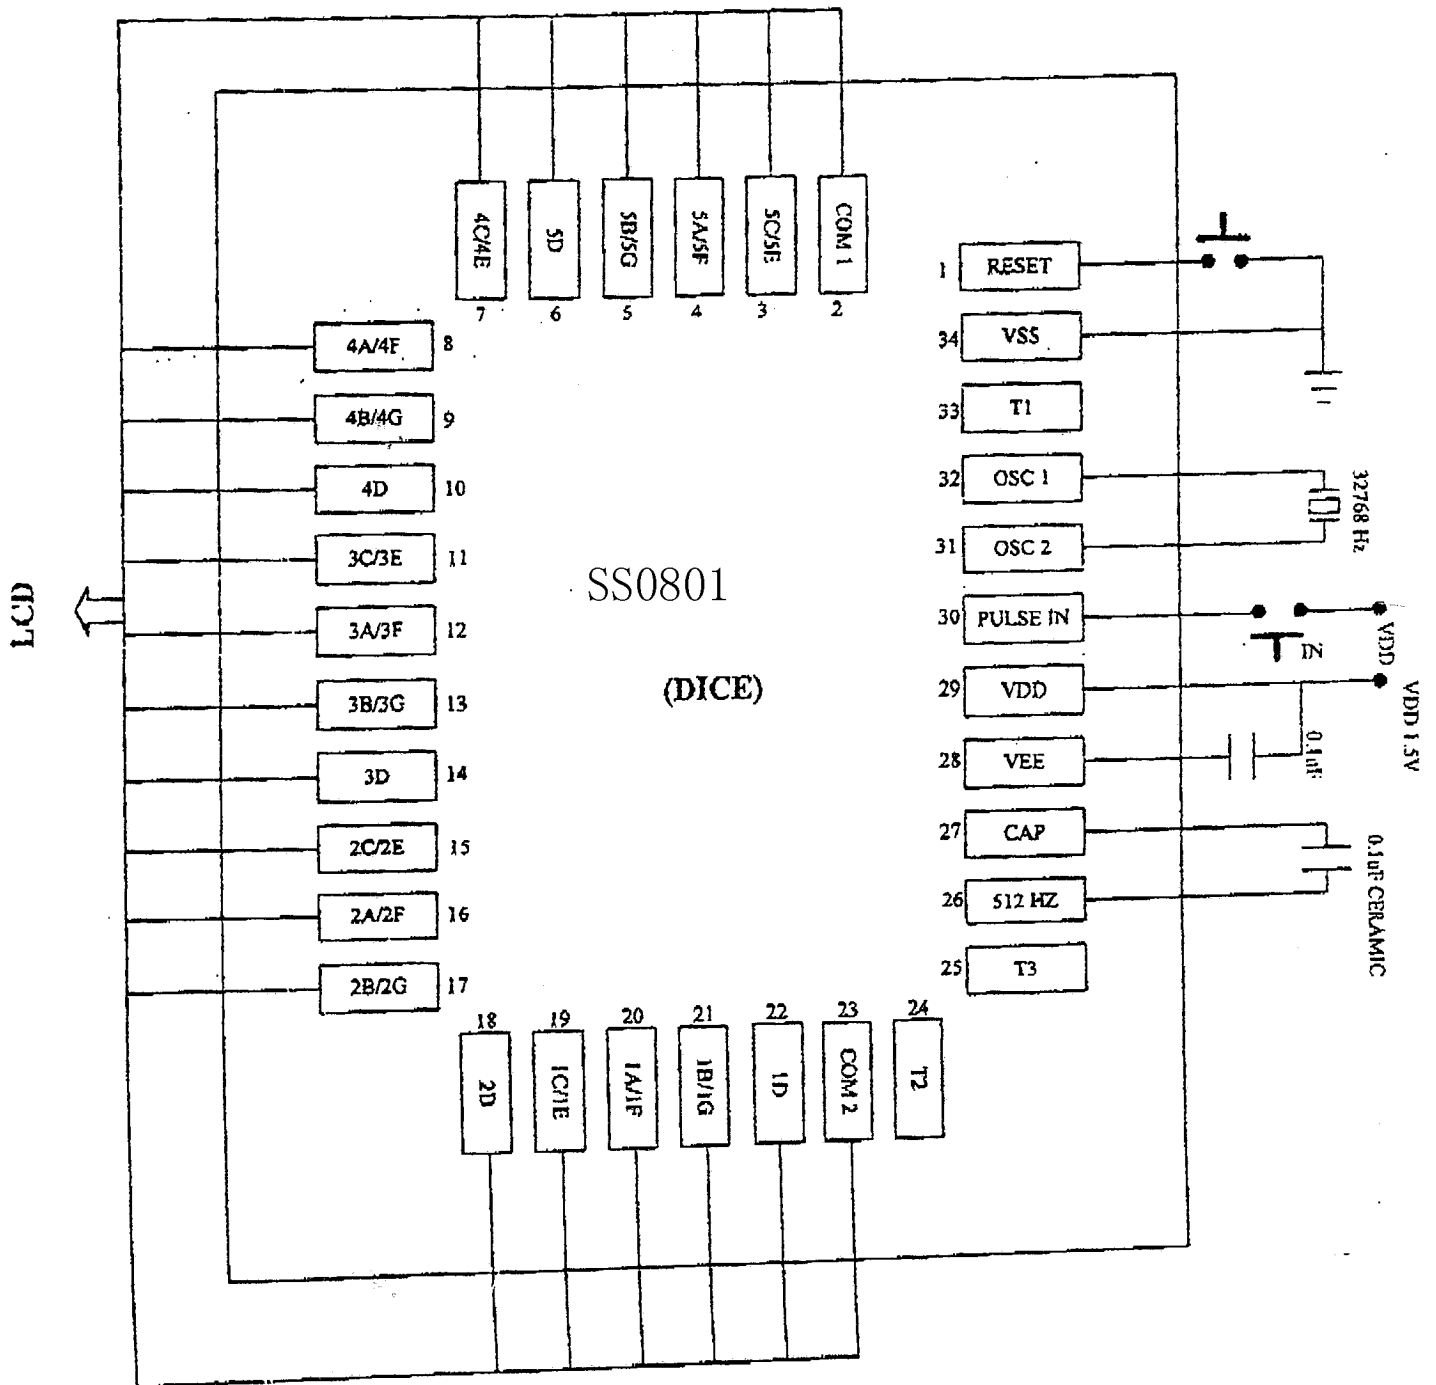 4C/4E
5D
5B/5G
5A/5F
5C/5E
COM 1
7
6
5
4
3
2
1 RESET
34 VSS
33 T1
32 OSC 1
31 OSC 2
30 PULSE IN
29 VDD
28 VEE
27 CAP
26 512 HZ
25 T3
4A/4F 8
4B/4G 9
4D 10
3C/3E 11
3A/3F 12
3B/3G 13
3D 14
2C/2E 15
2A/2F 16
2B/2G 17
LCD
SS0801
(DICE)
32768 Hz
IN
VDD
VDD 1.5V
0.1uF
0.1uF CERAMIC
18
19
20
21
22
23
24
2D
1C/1E
1A/1F
1B/1G
1D
COM 2
T2